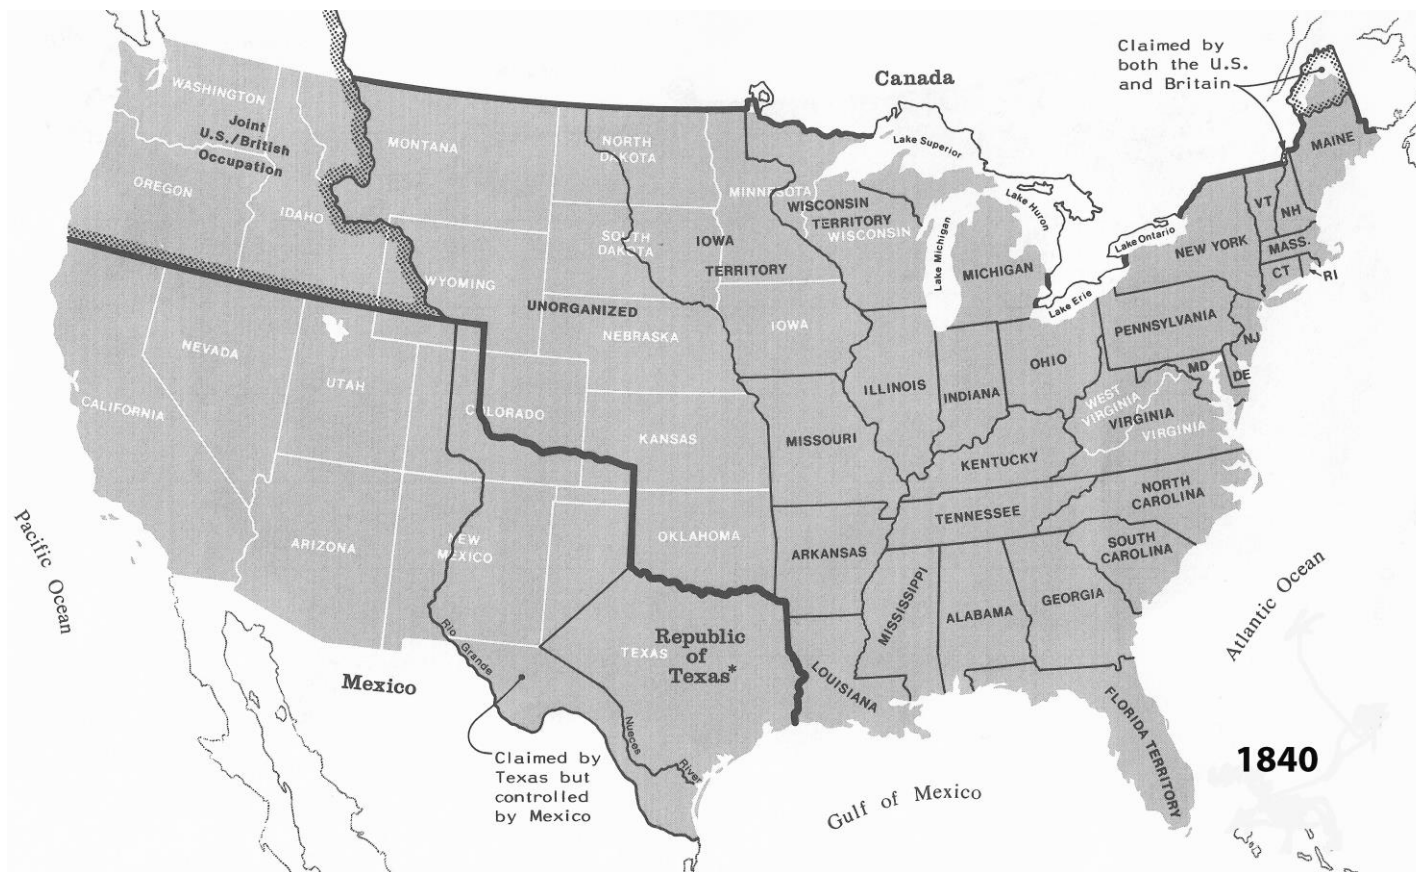 Claimed by
both the U.S.
and Britain
Canada
WASHINGTON
Joint
U.S./British
Occupation
OREGON
IDAHO
MONTANA
NORTH
DAKOTA
MINNESOTA
Lake Superior
WISCONSIN
TERRITORY
WISCONSIN
Lake Michigan
Lake Huron
MICHIGAN
Lake Ontario
Lake Erie
MAINE
VT
NH
NEW YORK
MASS.
CT
RI
SOUTH
DAKOTA
IOWA
TERRITORY
WYOMING
UNORGANIZED
NEBRASKA
IOWA
PENNSYLVANIA
NJ
MD
DE
OHIO
INDIANA
ILLINOIS
NEVADA
UTAH
CALIFORNIA
COLORADO
KANSAS
MISSOURI
WEST
VIRGINIA
VIRGINIA
VIRGINIA
KENTUCKY
NORTH
CAROLINA
TENNESSEE
SOUTH
CAROLINA
ARIZONA
NEW
MEXICO
OKLAHOMA
ARKANSAS
MISSISSIPPI
ALABAMA
GEORGIA
Pacific Ocean
Atlantic Ocean
Rio Grande
Republic
of
Texas*
TEXAS
LOUISIANA
FLORIDA TERRITORY
Mexico
Nueces
River
Claimed by
Texas but
controlled
by Mexico
Gulf of Mexico
1840